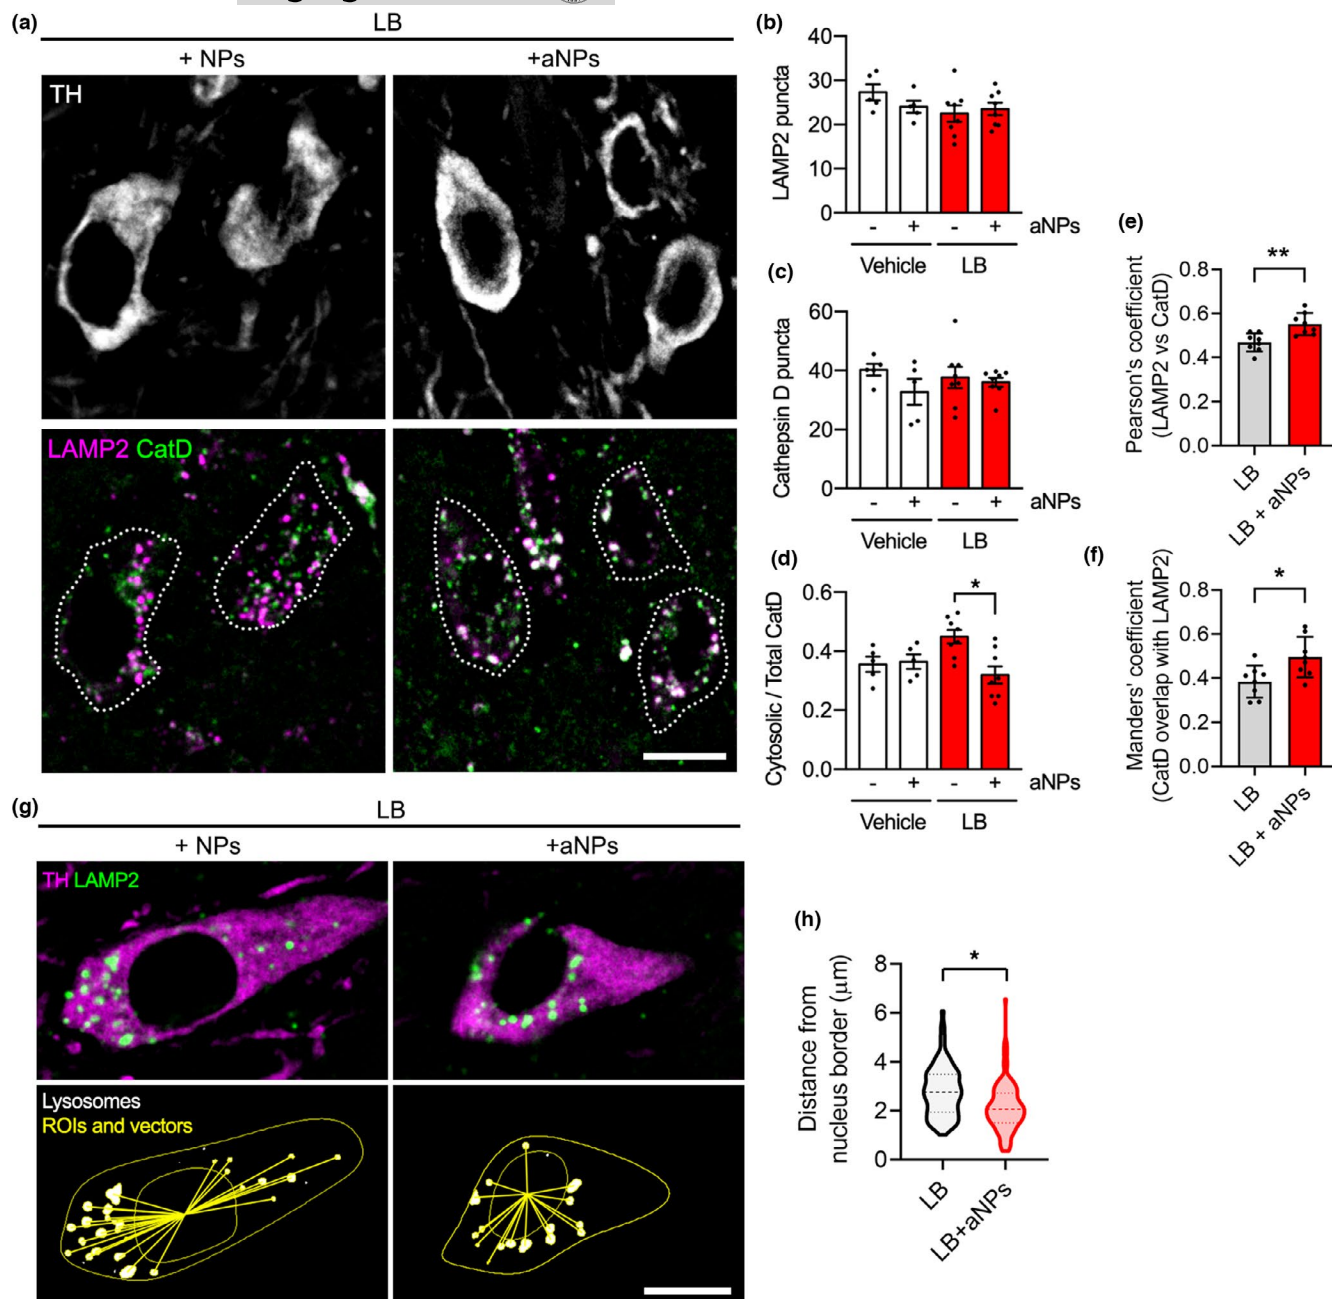 (a)
LB
+ NPs
+aNPs
TH
LAMP2 CatD
(b)
LAMP2 puncta
40
30
20
10
0
- + - + aNPs
Vehicle LB
(c)
Cathepsin D puncta
60
40
20
0
- + - + aNPs
Vehicle LB
(d)
Cytosolic / Total CatD
0.6
0.4
0.2
0.0
*
- + - + aNPs
Vehicle LB
(e)
Pearson's coefficient
(LAMP2 vs CatD)
0.8
0.6
0.4
0.2
0.0
**
LB
LB + aNPs
(f)
Manders' coefficient
(CatD overlap with LAMP2)
0.8
0.6
0.4
0.2
0.0
*
LB
LB + aNPs
(g)
LB
+ NPs
+aNPs
TH LAMP2
Lysosomes
ROIs and vectors
(h)
Distance from
nucleus border (μm)
8
6
4
2
0
*
LB
LB+aNPs